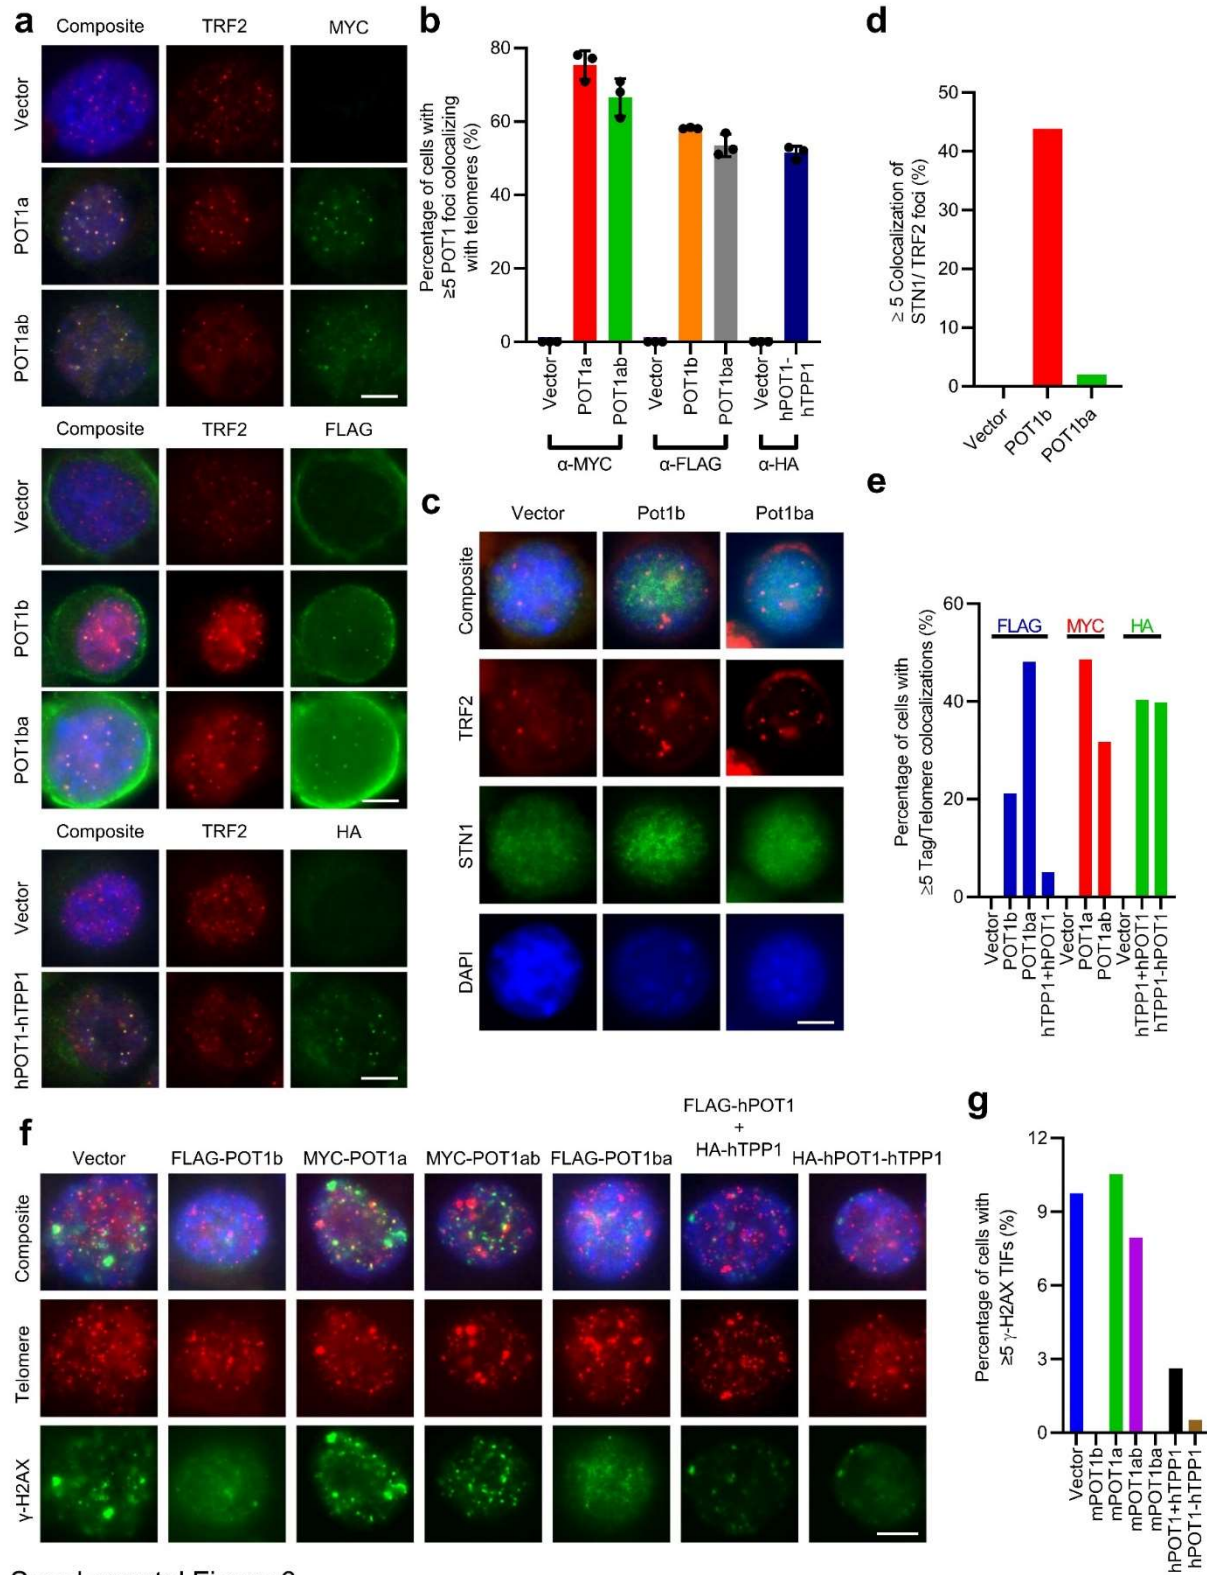 a
Composite TRF2 MYC
Vector
POT1a
POT1ab
Composite TRF2 FLAG
Vector
POT1b
POT1ba
Composite TRF2 HA
Vector
hPOT1-hTPP1
b
Percentage of cells with
≥5 POT1 foci colocalizing
with telomeres (%)
80
60
40
20
0
Vector
POT1a
POT1ab
Vector
POT1b
POT1ba
Vector
hPOT1-
hTPP1
α-MYC α-FLAG α-HA
c
Vector Pot1b Pot1ba
Composite
TRF2
STN1
DAPI
d
≥ 5 Colocalization of
STN1/ TRF2 foci (%)
50
40
30
20
10
0
Vector
POT1b
POT1ba
e
Percentage of cells with
≥5 Tag/Telomere colocalizations (%)
60
40
20
0
FLAG MYC HA
Vector
POT1b
POT1ba
hTPP1+hPOT1
Vector
POT1a
POT1ab
Vector
hTPP1+hPOT1
hTPP1-hPOT1
f
Vector FLAG-POT1b MYC-POT1a MYC-POT1ab FLAG-POT1ba
FLAG-hPOT1
+
HA-hTPP1
HA-hPOT1-hTPP1
Composite
Telomere
γ-H2AX
g
Percentage of cells with
≥5 γ-H2AX TIFs (%)
12
9
6
3
0
Vector
mPOT1b
mPOT1a
mPOT1ab
mPOT1ba
hPOT1+hTPP1
hPOT1-hTPP1